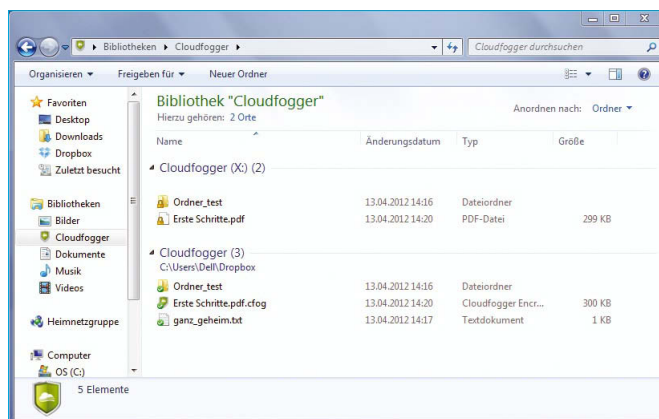 Bibliotheken ▸ Cloudfogger ▸
Cloudfogger durchsuchen
Organisieren Freigeben für Neuer Ordner
Favoriten
Desktop
Downloads
Dropbox
Zuletzt besucht
Bibliotheken
Bilder
Cloudfogger
Dokumente
Musik
Videos
Heimnetzgruppe
Computer
OS (C:)
Bibliothek "Cloudfogger"
Hierzu gehören: 2 Orte
Anordnen nach: Ordner
Name Änderungsdatum Typ Größe
Cloudfogger (X:) (2)
Ordner_test 13.04.2012 14:16 Dateiordner
Erste Schritte.pdf 13.04.2012 14:20 PDF-Datei 299 KB
Cloudfogger (3)
C:\Users\Dell\Dropbox
Ordner_test 13.04.2012 14:16 Dateiordner
Erste Schritte.pdf.cfog 13.04.2012 14:20 Cloudfogger Encr... 300 KB
ganz_geheim.txt 13.04.2012 14:17 Textdokument 1 KB
5 Elemente